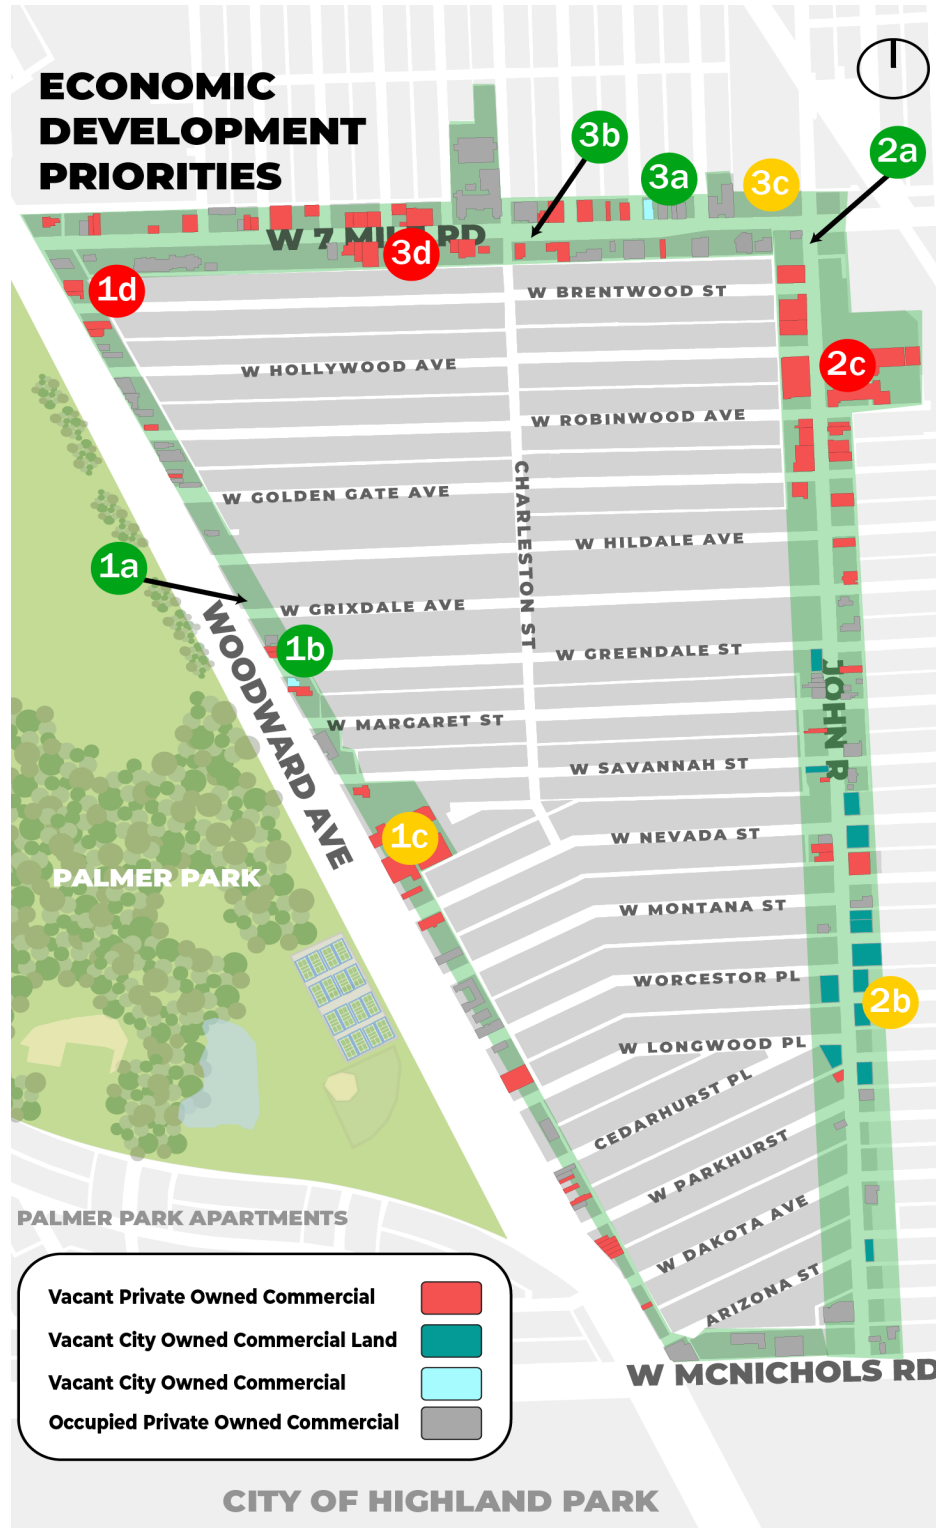 ECONOMIC
DEVELOPMENT
PRIORITIES
3b
2a
3a
3c
W 7 MILE RD
3d
1d
W BRENTWOOD ST
W HOLLYWOOD AVE
2c
W ROBINWOOD AVE
W GOLDEN GATE AVE
CHARLESTON ST
W HILDALE AVE
1a
W GRIXDALE AVE
1b
W GREENDALE ST
WOODWARD AVE
JOHN R
W MARGARET ST
W SAVANNAH ST
1c
W NEVADA ST
PALMER PARK
W MONTANA ST
WORCESTOR PL
2b
W LONGWOOD PL
CEDARHURST PL
W PARKHURST
PALMER PARK APARTMENTS
W DAKOTA AVE
ARIZONA ST
Vacant Private Owned Commercial
Vacant City Owned Commercial Land
Vacant City Owned Commercial
Occupied Private Owned Commercial
W MCNICHOLS RD
CITY OF HIGHLAND PARK